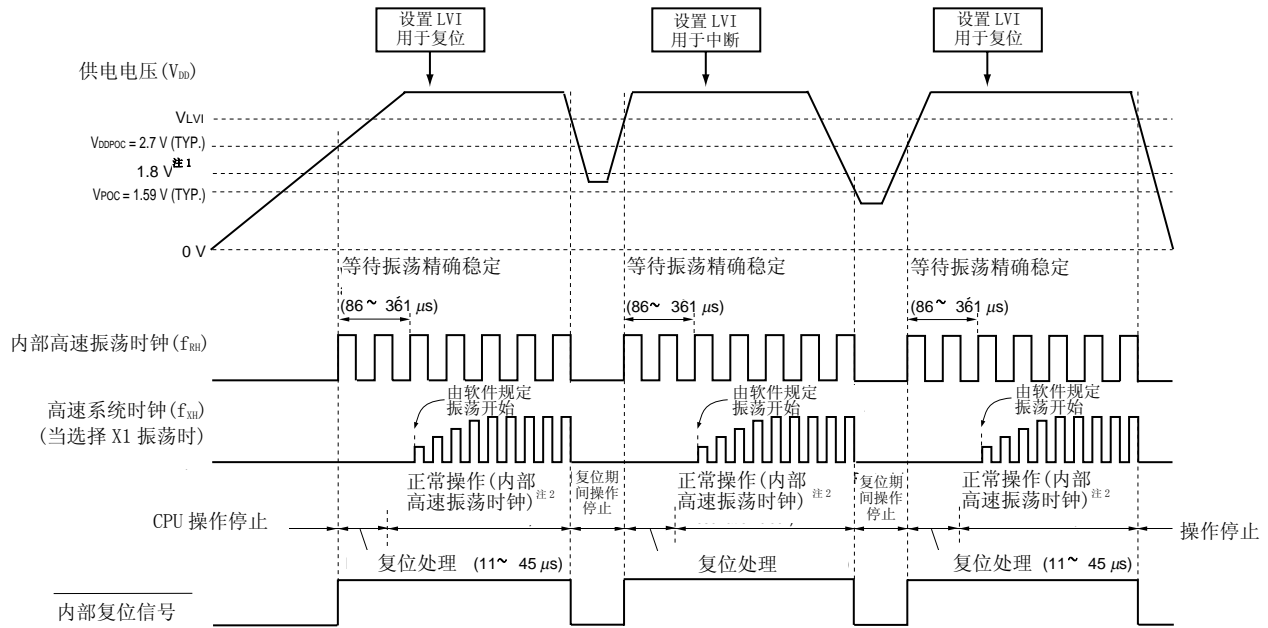 设置 LVI
用于复位
设置 LVI
用于中断
设置 LVI
用于复位
供电电压(VDD)
VLVI
VDDPOC = 2.7 V (TYP.)
1.8 V注1
VPOC = 1.59 V (TYP.)
0 V
等待振荡精确稳定
等待振荡精确稳定
等待振荡精确稳定
(86~ 361 μs)
(86~ 361 μs)
(86~ 361 μs)
内部高速振荡时钟(fRH)
由软件规定
振荡开始
由软件规定
振荡开始
由软件规定
振荡开始
高速系统时钟(fXH)
(当选择 X1 振荡时)
正常操作(内部
高速振荡时钟)注2
复位期
间操作
停止
正常操作(内部
高速振荡时钟)注2
复位期
间操作
停止
正常操作(内部
高速振荡时钟)注2
CPU 操作停止
操作停止
复位处理 (11~ 45 μs)
复位处理
复位处理 (11~ 45 μs)
内部复位信号